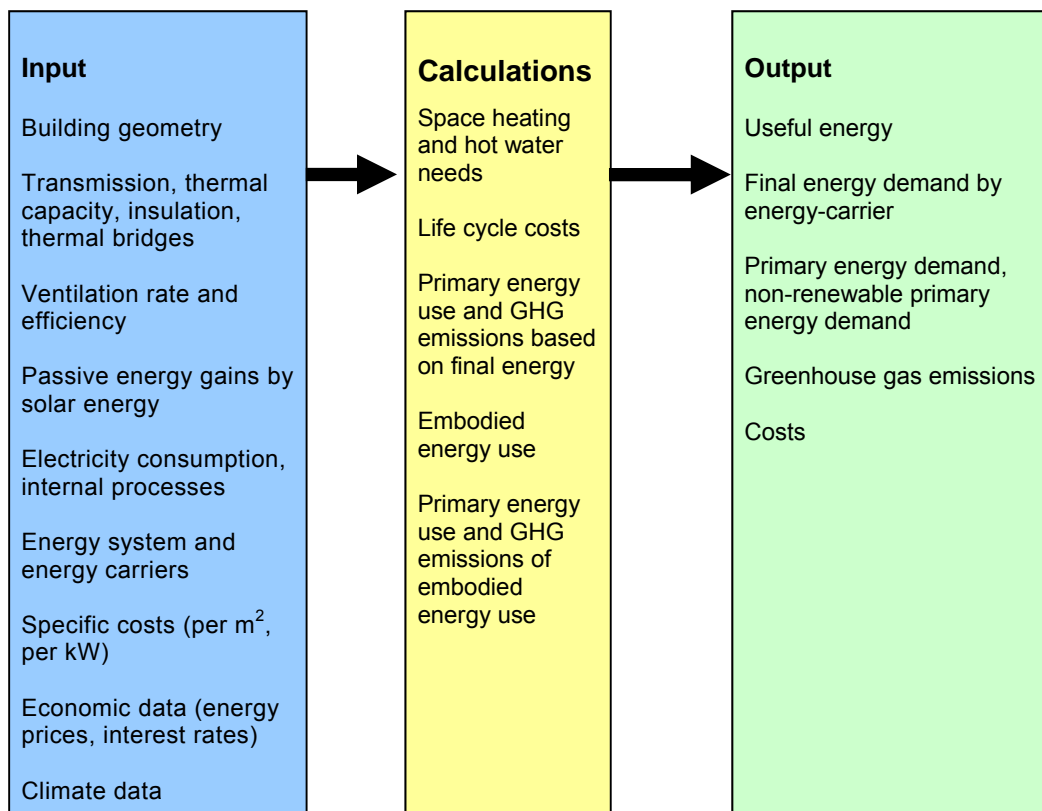 Input
Building geometry
Transmission, thermal
capacity, insulation,
thermal bridges
Ventilation rate and
efficiency
Passive energy gains by
solar energy
Electricity consumption,
internal processes
Energy system and
energy carriers
Specific costs (per m²,
per kW)
Economic data (energy
prices, interest rates)
Climate data
Calculations
Space heating
and hot water
needs
Life cycle costs
Primary energy
use and GHG
emissions based
on final energy
Embodied
energy use
Primary energy
use and GHG
emissions of
embodied
energy use
Output
Useful energy
Final energy demand by
energy-carrier
Primary energy demand,
non-renewable primary
energy demand
Greenhouse gas emissions
Costs